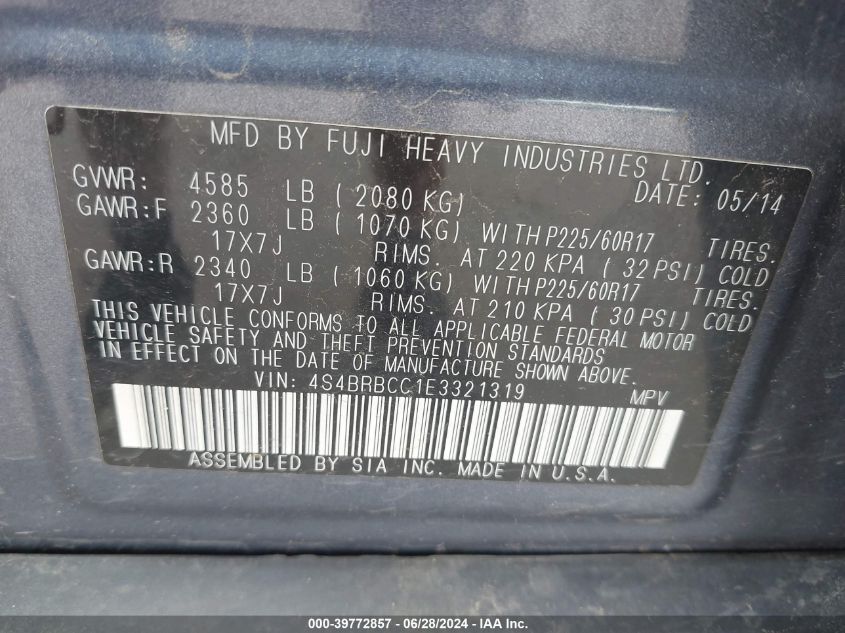 MFD BY FUJI HEAVY INDUSTRIES LTD.
GVWR: 4585 LB ( 2080 KG) DATE: 05/14
GAWR:F 2360 LB ( 1070 KG) WITH P225/60R17 TIRES.
17X7J RIMS. AT 220 KPA ( 32 PSI) COLD
GAWR:R 2340 LB ( 1060 KG) WITH P225/60R17 TIRES.
17X7J RIMS. AT 210 KPA ( 30 PSI) COLD
THIS VEHICLE CONFORMS TO ALL APPLICABLE FEDERAL MOTOR
VEHICLE SAFETY AND THEFT PREVENTION STANDARDS
IN EFFECT ON THE DATE OF MANUFACTURE SHOWN ABOVE.
VIN: 4S4BRBCC1E3321319 MPV
ASSEMBLED BY SIA INC. MADE IN U.S.A.
000-39772857 - 06/28/2024 - IAA Inc.